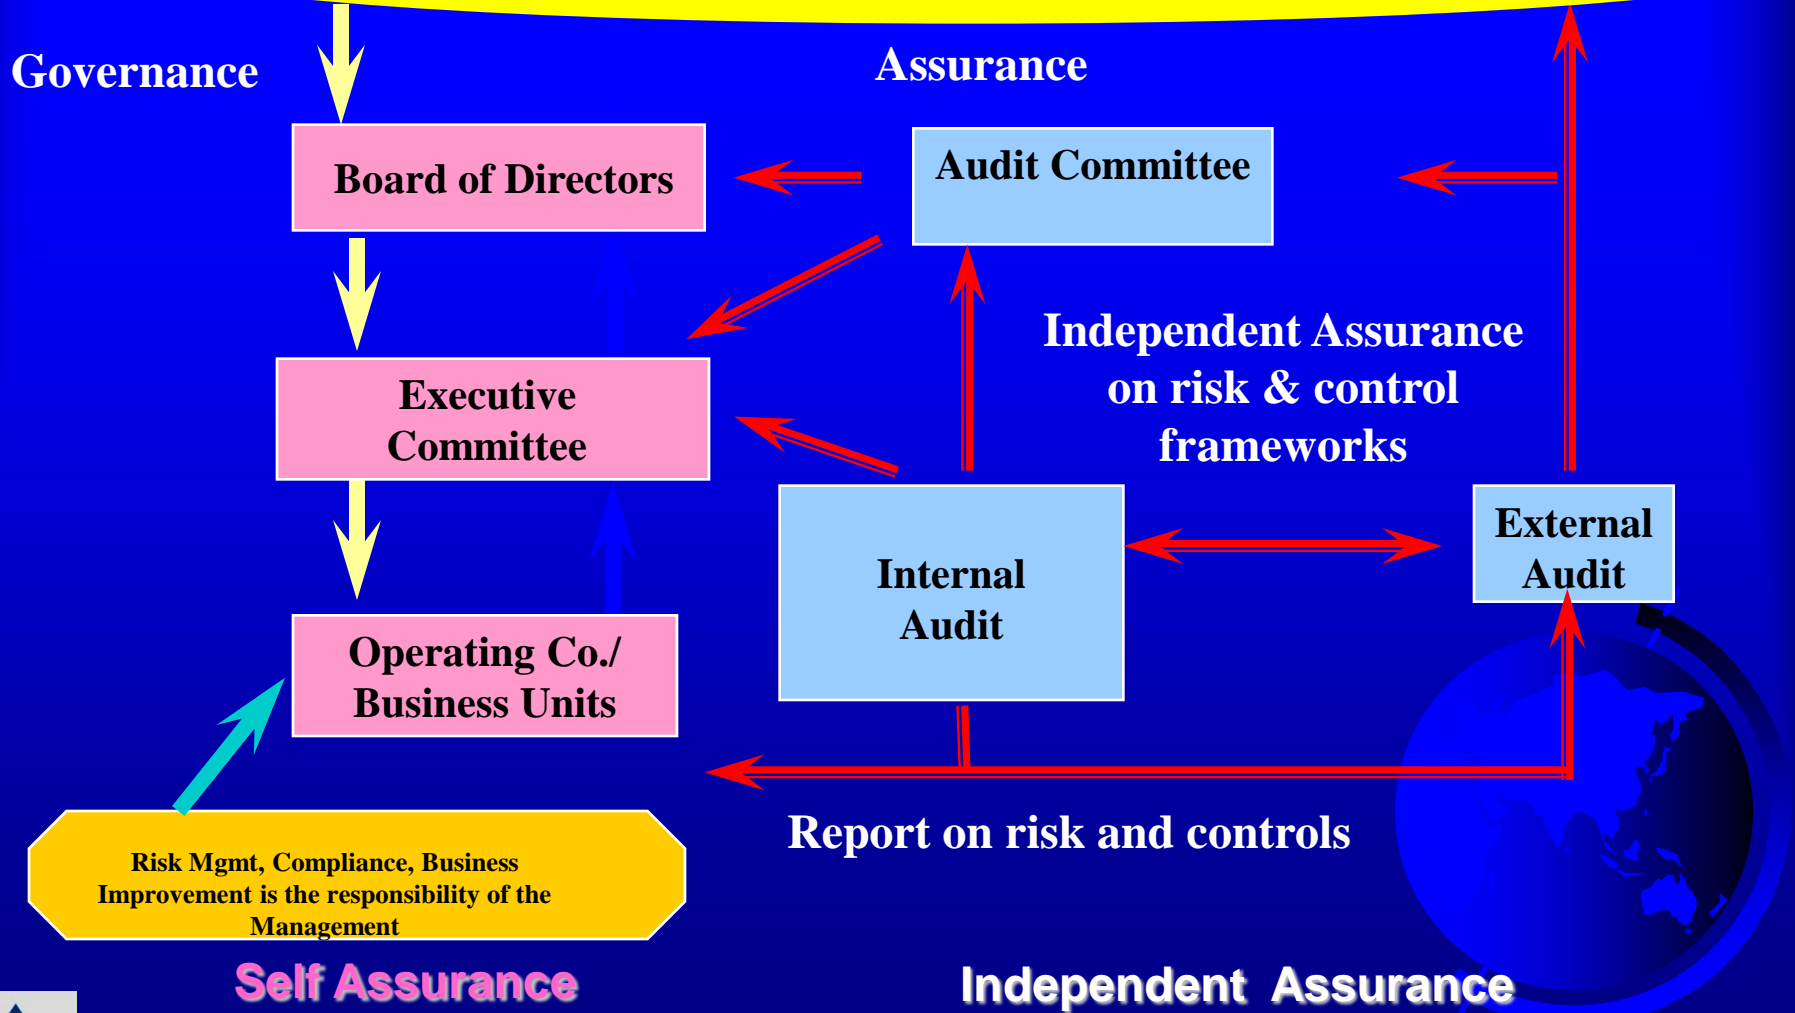 Governance
Assurance
Board of Directors
Audit Committee
Independent Assurance
on risk & control
frameworks
Executive
Committee
External
Audit
Internal
Audit
Operating Co./
Business Units
Report on risk and controls
Risk Mgmt, Compliance, Business
Improvement is the responsibility of the
Management
Self Assurance
Independent Assurance